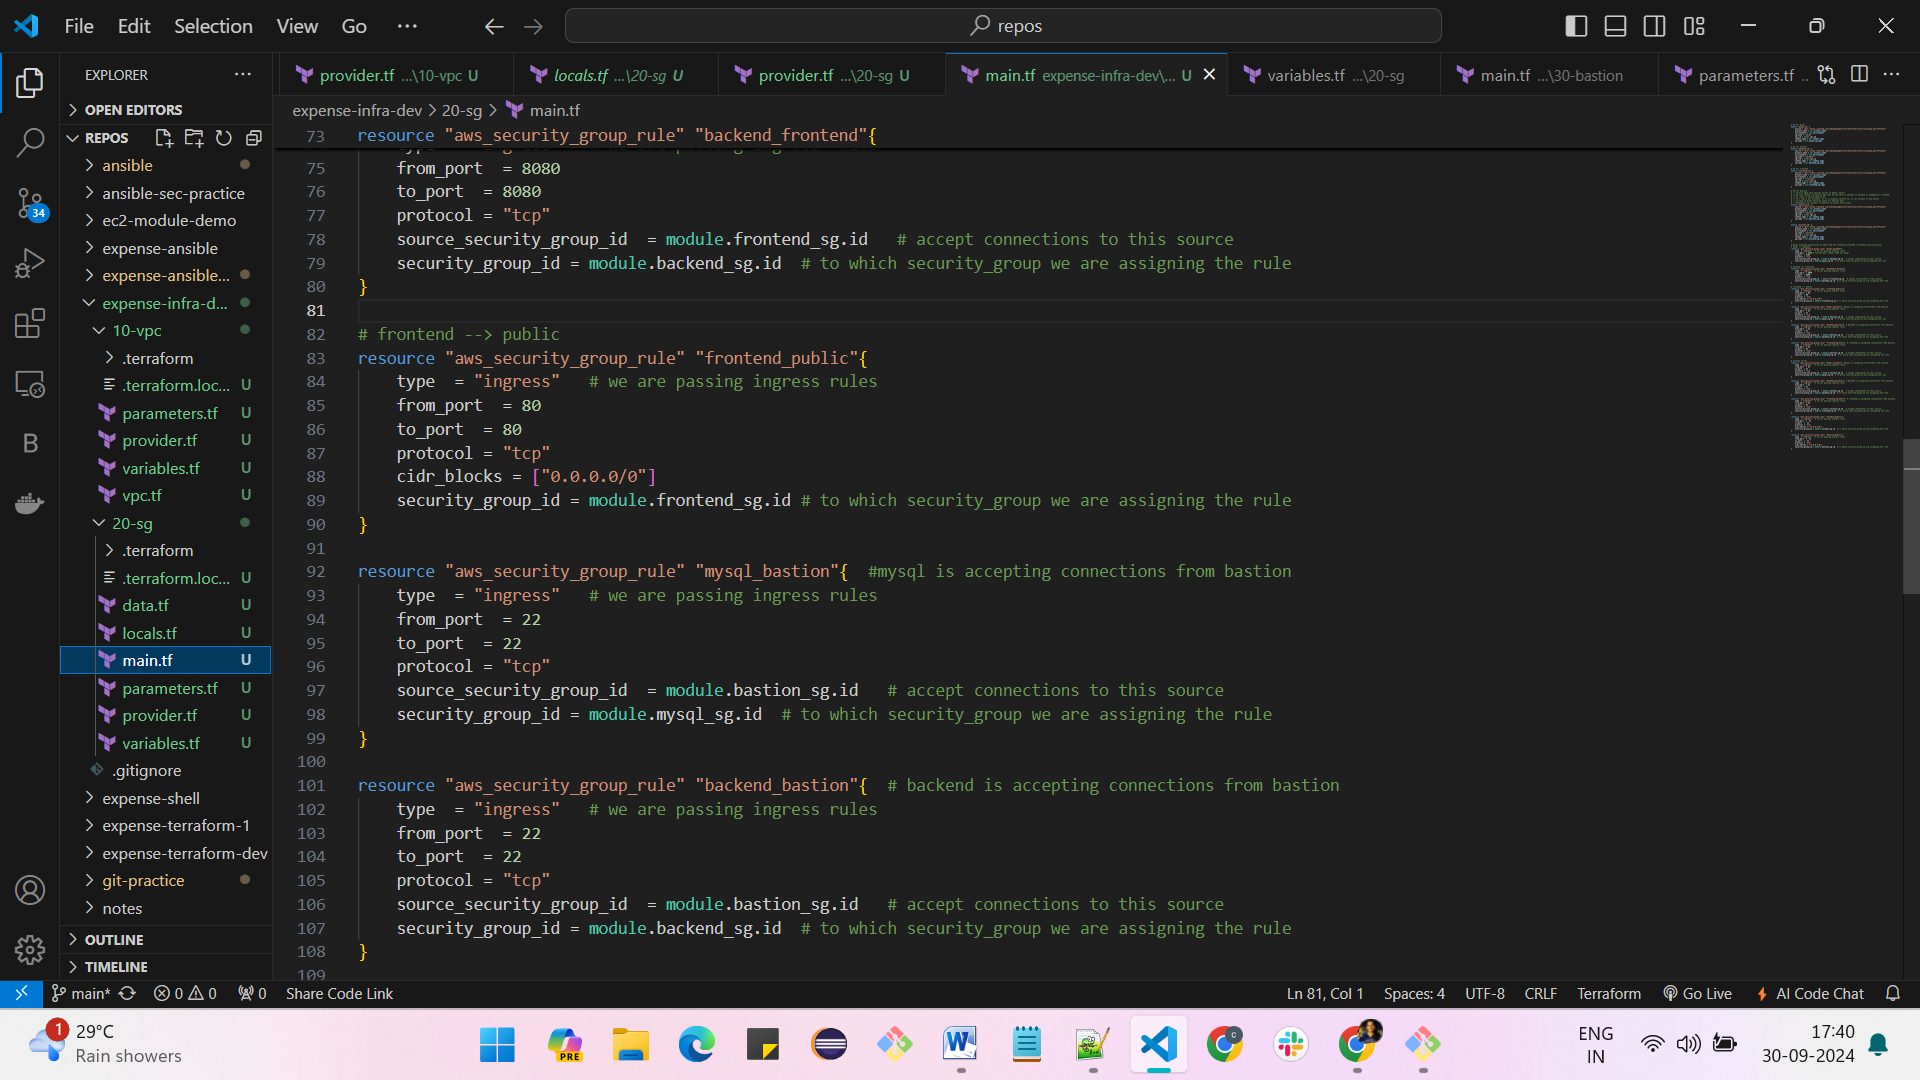 File Edit Selection View Go ··· repos
EXPLORER ···
provider.tf ...\10-vpc U
locals.tf ...\20-sg U
provider.tf ...\20-sg U
main.tf expense-infra-dev\... U
variables.tf ...\20-sg
main.tf ...\30-bastion
parameters.tf ..
OPEN EDITORS
REPOS
ansible
ansible-sec-practice
ec2-module-demo
expense-ansible
expense-ansible...
expense-infra-d...
10-vpc
.terraform
.terraform.loc... U
parameters.tf U
provider.tf U
variables.tf U
vpc.tf U
20-sg
.terraform
.terraform.loc... U
data.tf U
locals.tf U
main.tf U
parameters.tf U
provider.tf U
variables.tf U
.gitignore
expense-shell
expense-terraform-1
expense-terraform-dev
git-practice
notes
OUTLINE
TIMELINE
34
B
expense-infra-dev > 20-sg > main.tf
73 resource "aws_security_group_rule" "backend_frontend"{
75 from_port = 8080
76 to_port = 8080
77 protocol = "tcp"
78 source_security_group_id = module.frontend_sg.id # accept connections to this source
79 security_group_id = module.backend_sg.id # to which security_group we are assigning the rule
80 }
81
82 # frontend --> public
83 resource "aws_security_group_rule" "frontend_public"{
84 type = "ingress" # we are passing ingress rules
85 from_port = 80
86 to_port = 80
87 protocol = "tcp"
88 cidr_blocks = ["0.0.0.0/0"]
89 security_group_id = module.frontend_sg.id # to which security_group we are assigning the rule
90 }
91
92 resource "aws_security_group_rule" "mysql_bastion"{ #mysql is accepting connections from bastion
93 type = "ingress" # we are passing ingress rules
94 from_port = 22
95 to_port = 22
96 protocol = "tcp"
97 source_security_group_id = module.bastion_sg.id # accept connections to this source
98 security_group_id = module.mysql_sg.id # to which security_group we are assigning the rule
99 }
100
101 resource "aws_security_group_rule" "backend_bastion"{ # backend is accepting connections from bastion
102 type = "ingress" # we are passing ingress rules
103 from_port = 22
104 to_port = 22
105 protocol = "tcp"
106 source_security_group_id = module.bastion_sg.id # accept connections to this source
107 security_group_id = module.backend_sg.id # to which security_group we are assigning the rule
108 }
109
main* 0 0 0 Share Code Link Ln 81, Col 1 Spaces: 4 UTF-8 CRLF Terraform Go Live AI Code Chat
1 29°C
Rain showers
PRE
ENG
IN
17:40
30-09-2024